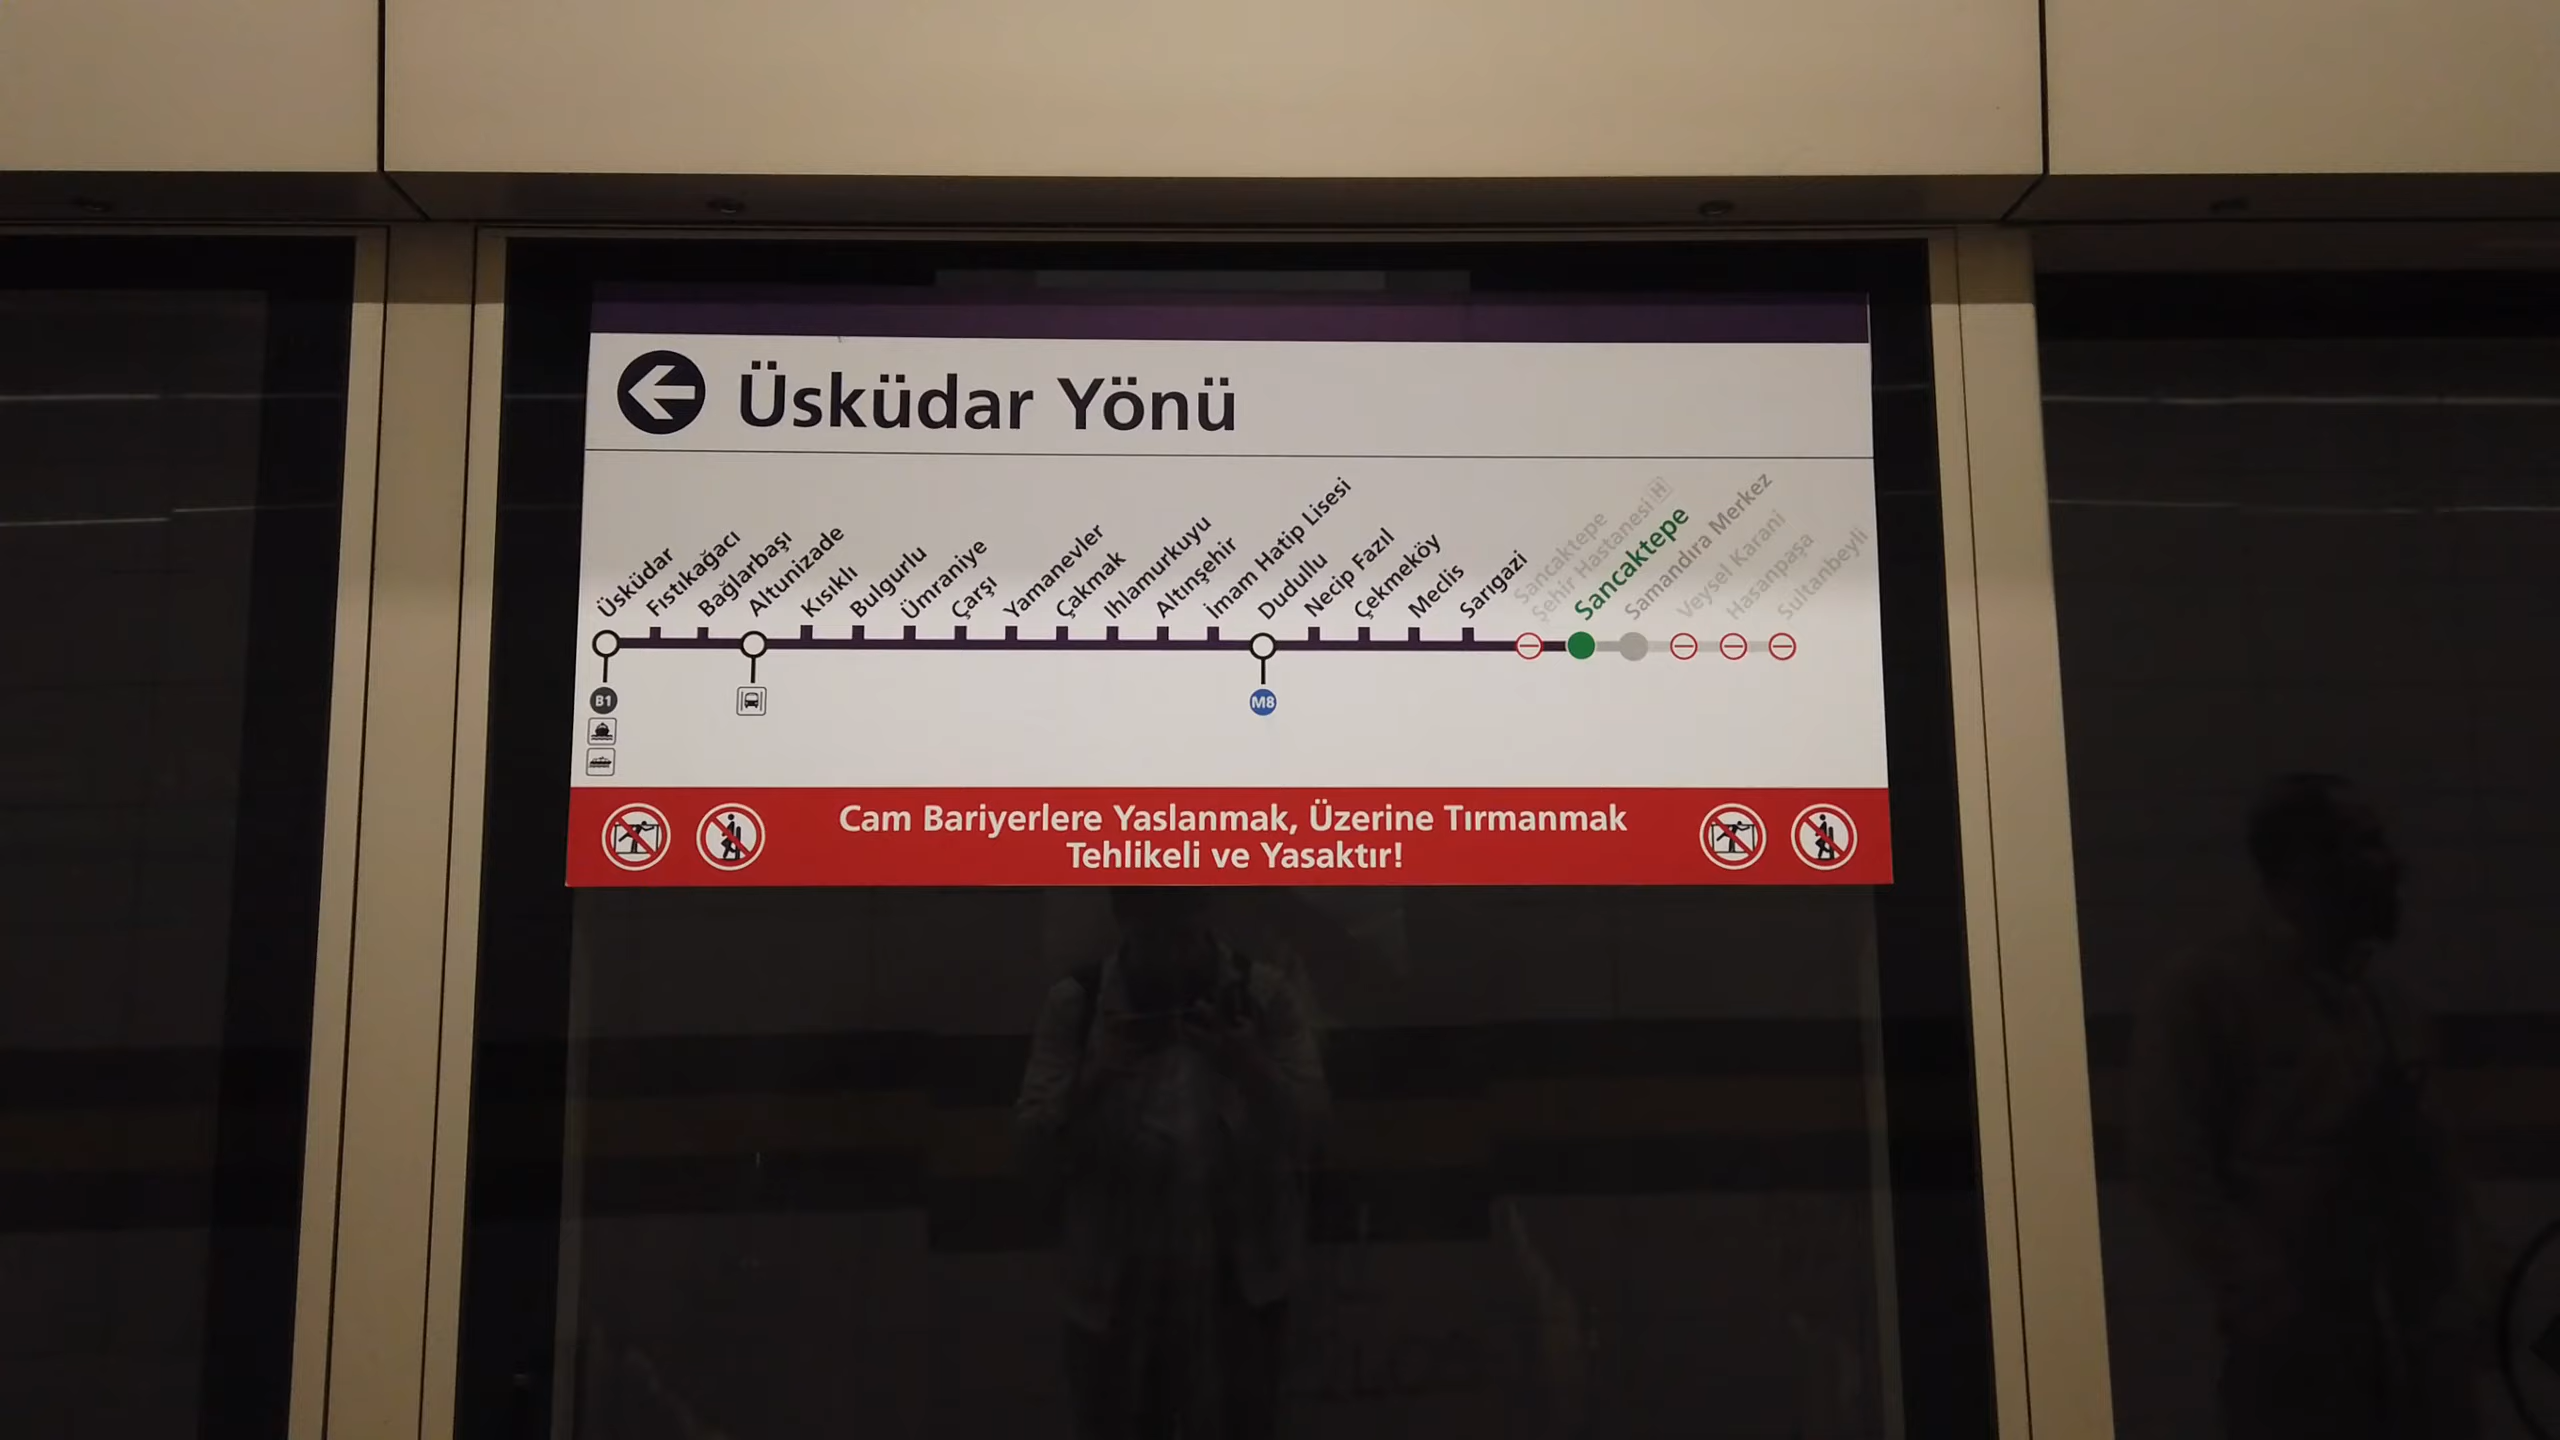 Üsküdar Yönü
Üsküdar
Fıstıkağacı
Bağlarbaşı
Altunizade
Kısıklı
Bulgurlu
Ümraniye
Çarşı
Yamanevler
Çakmak
Ihlamurkuyu
Altınşehir
İmam Hatip Lisesi
Dudullu
Necip Fazıl
Çekmeköy
Meclis
Sarıgazi
Sancaktepe
Şehir Hastanesi H
Sancaktepe
Samandıra Merkez
Veysel Karani
Hasanpaşa
Sultanbeyli
B1
M8
Cam Bariyerlere Yaslanmak, Üzerine Tırmanmak
Tehlikeli ve Yasaktır!